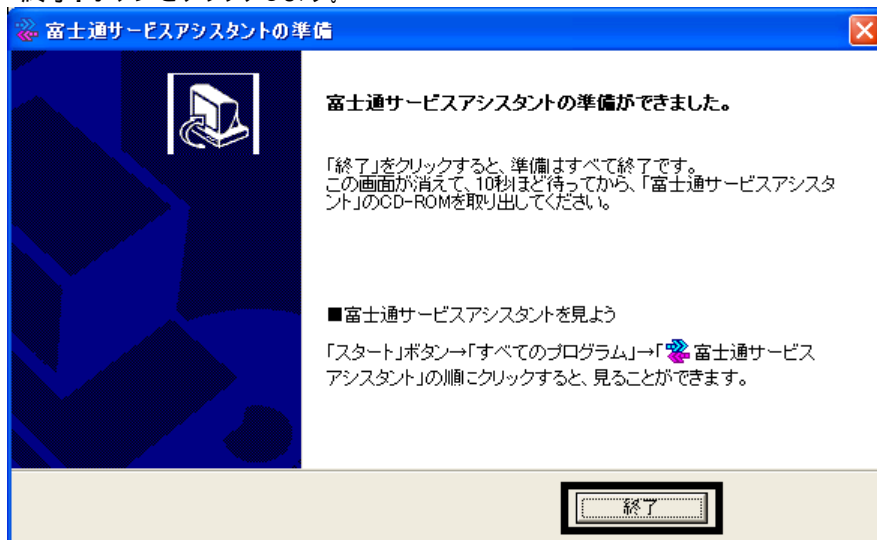 富士通サービスアシスタントの準備
富士通サービスアシスタントの準備ができました。
「終了」をクリックすると、準備はすべて終了です。
この画面が消えて、10秒ほど待ってから、「富士通サービスアシスタ
ント」のCD-ROMを取り出してください。
■富士通サービスアシスタントを見よう
「スタート」ボタン→「すべてのプログラム」→「富士通サービス
アシスタント」の順にクリックすると、見ることができます。
終了